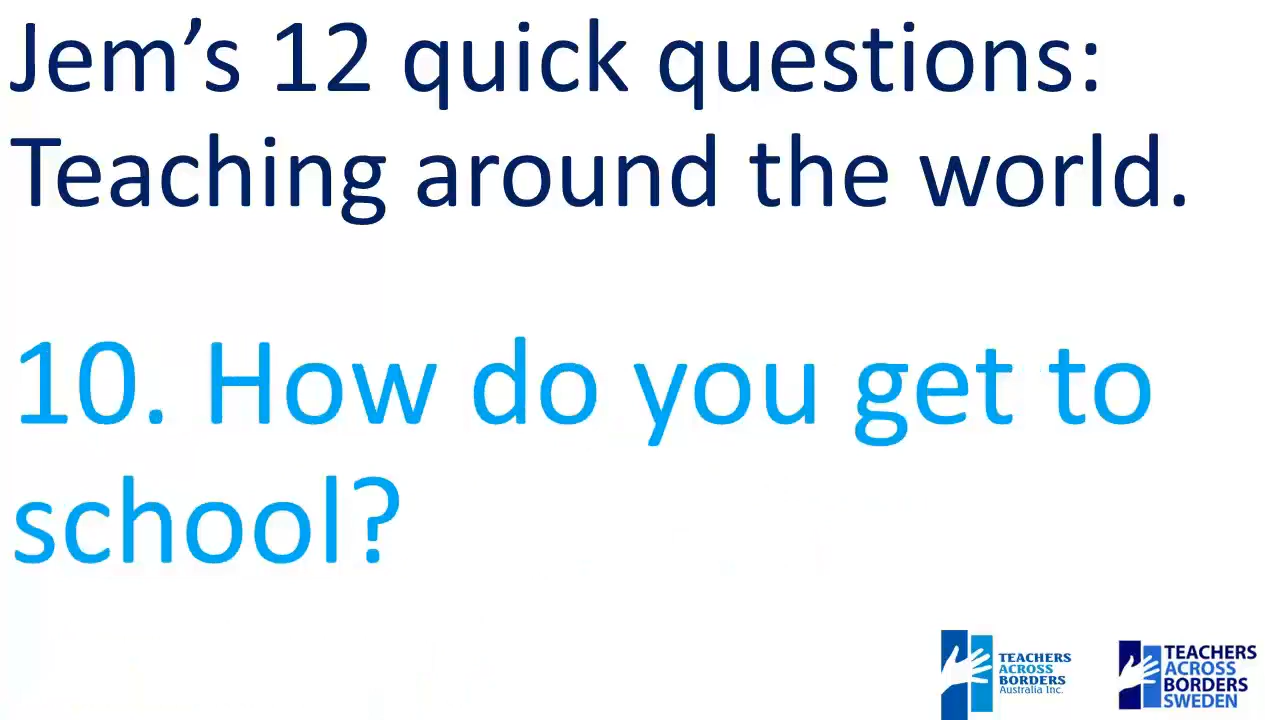 Jem’s 12 quick questions:
Teaching around the world.
10. How do you get to
school?
TEACHERS
ACROSS
BORDERS
Australia Inc.
TEACHERS
ACROSS
BORDERS
SWEDEN